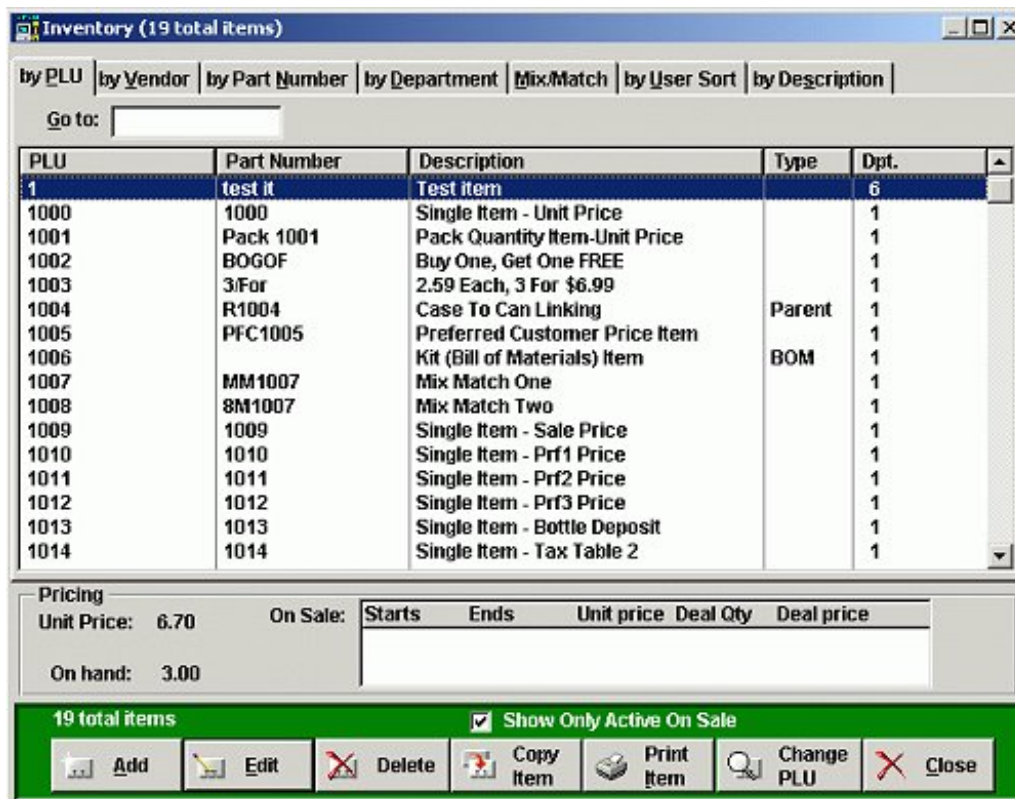 Inventory (19 total items)
by PLU by Vendor by Part Number by Department Mix/Match by User Sort by Description
Go to:
PLU Part Number Description Type Dpt.
1 test it Test item 6
1000 1000 Single Item - Unit Price 1
1001 Pack 1001 Pack Quantity Item-Unit Price 1
1002 BOGOF Buy One, Get One FREE 1
1003 3/For 2.59 Each, 3 For $6.99 1
1004 R1004 Case To Can Linking Parent 1
1005 PFC1005 Preferred Customer Price Item 1
1006 Kit (Bill of Materials) Item BOM 1
1007 MM1007 Mix Match One 1
1008 8M1007 Mix Match Two 1
1009 1009 Single Item - Sale Price 1
1010 1010 Single Item - Prf1 Price 1
1011 1011 Single Item - Prf2 Price 1
1012 1012 Single Item - Prf3 Price 1
1013 1013 Single Item - Bottle Deposit 1
1014 1014 Single Item - Tax Table 2 1
Pricing
Unit Price: 6.70 On Sale: Starts Ends Unit price Deal Qty Deal price
On hand: 3.00
19 total items Show Only Active On Sale
Add Edit Delete Copy Item Print Item Change PLU Close